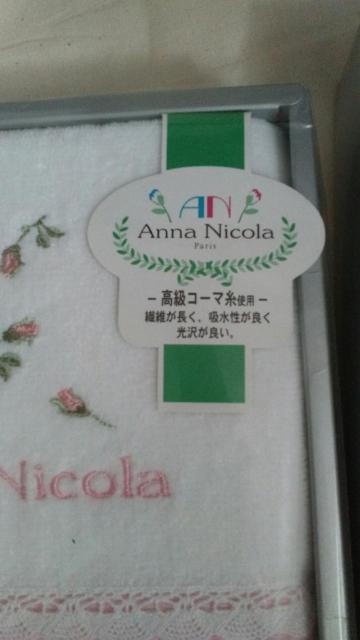 AN
Anna Nicola
Paris
－高級コーマ糸使用－
繊維が長く、吸水性が良く
光沢が良い。
Nicola